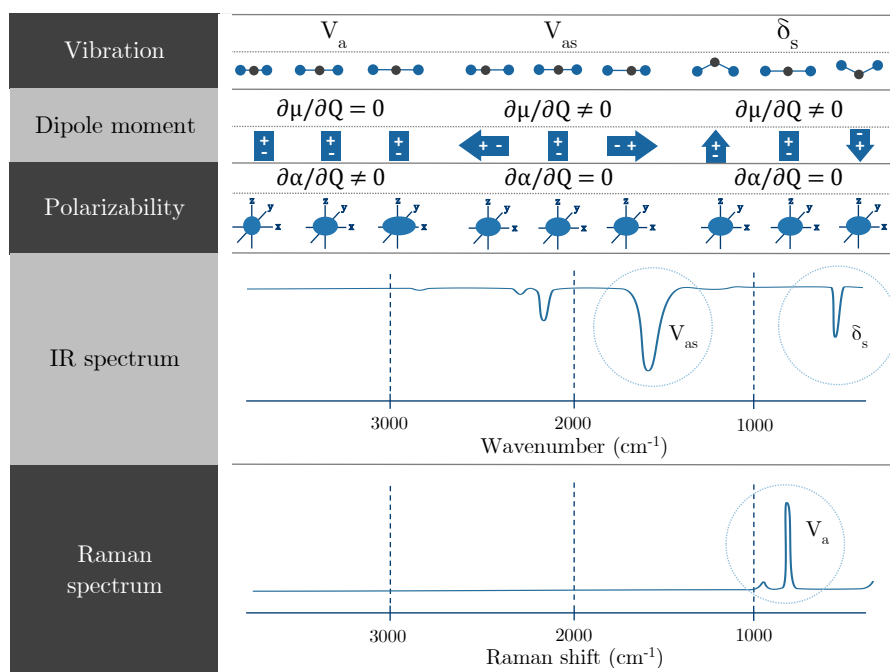 Vibration
Vₐ Vₐₛ δₛ
Dipole moment
∂μ/∂Q = 0 ∂μ/∂Q ≠ 0 ∂μ/∂Q ≠ 0
+ - + - + - + - + - - + + - + - - +
Polarizability
∂α/∂Q ≠ 0 ∂α/∂Q = 0 ∂α/∂Q = 0
z y x z y x z y x z y x z y x z y x z y x z y x z y x
IR spectrum
Vₐₛ δₛ
3000 2000 1000
Wavenumber (cm⁻¹)
Raman
spectrum
Vₐ
3000 2000 1000
Raman shift (cm⁻¹)